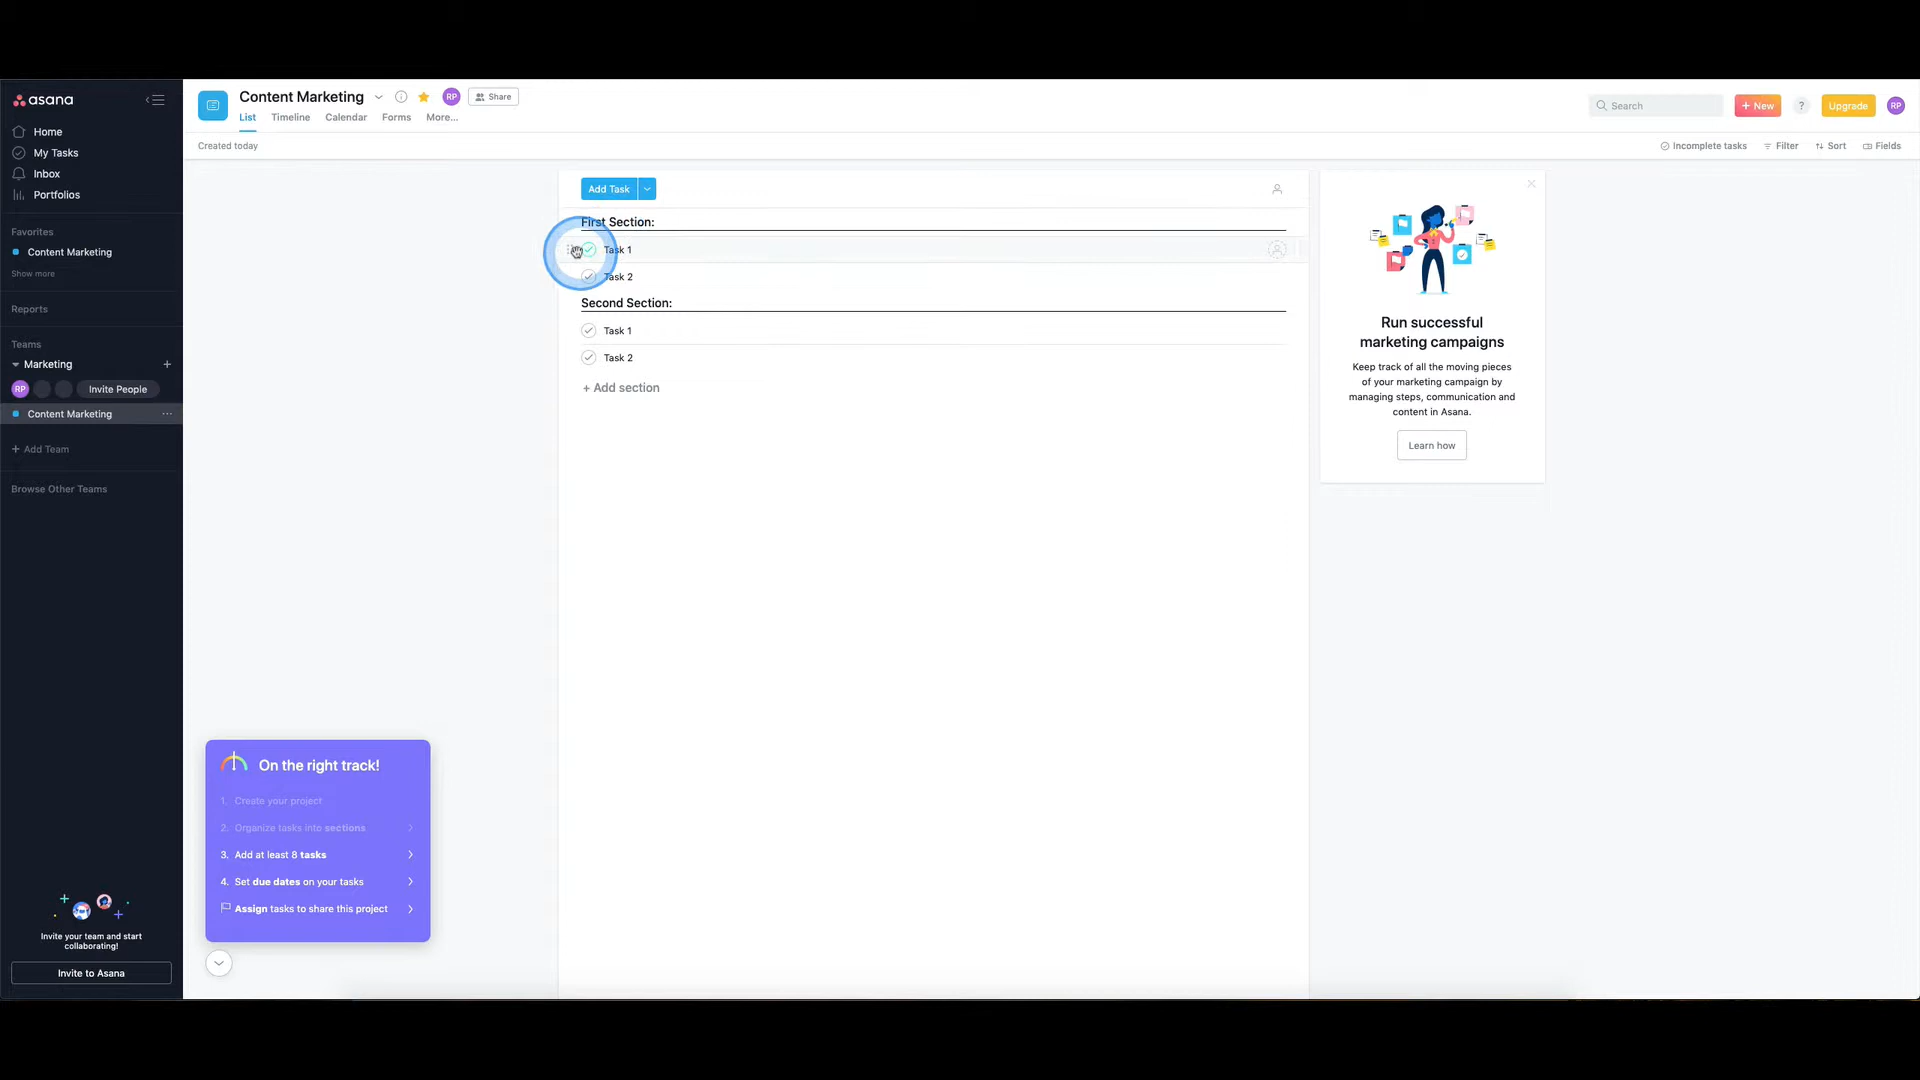 asana
Home
My Tasks
Inbox
Portfolios
Favorites
Content Marketing
Show more
Reports
Teams
Marketing
RP
Invite People
Content Marketing
+ Add Team
Browse Other Teams
Invite your team and start
collaborating!
Invite to Asana
Content Marketing
RP
Share
List
Timeline
Calendar
Forms
More...
Search
+ New
?
Upgrade
RP
Created today
Incomplete tasks
Filter
Sort
Fields
Add Task
First Section:
Task 1
Task 2
Second Section:
Task 1
Task 2
+ Add section
Run successful
marketing campaigns
Keep track of all the moving pieces
of your marketing campaign by
managing steps, communication and
content in Asana.
Learn how
On the right track!
1. Create your project
2. Organize tasks into sections
3. Add at least 8 tasks
4. Set due dates on your tasks
Assign tasks to share this project